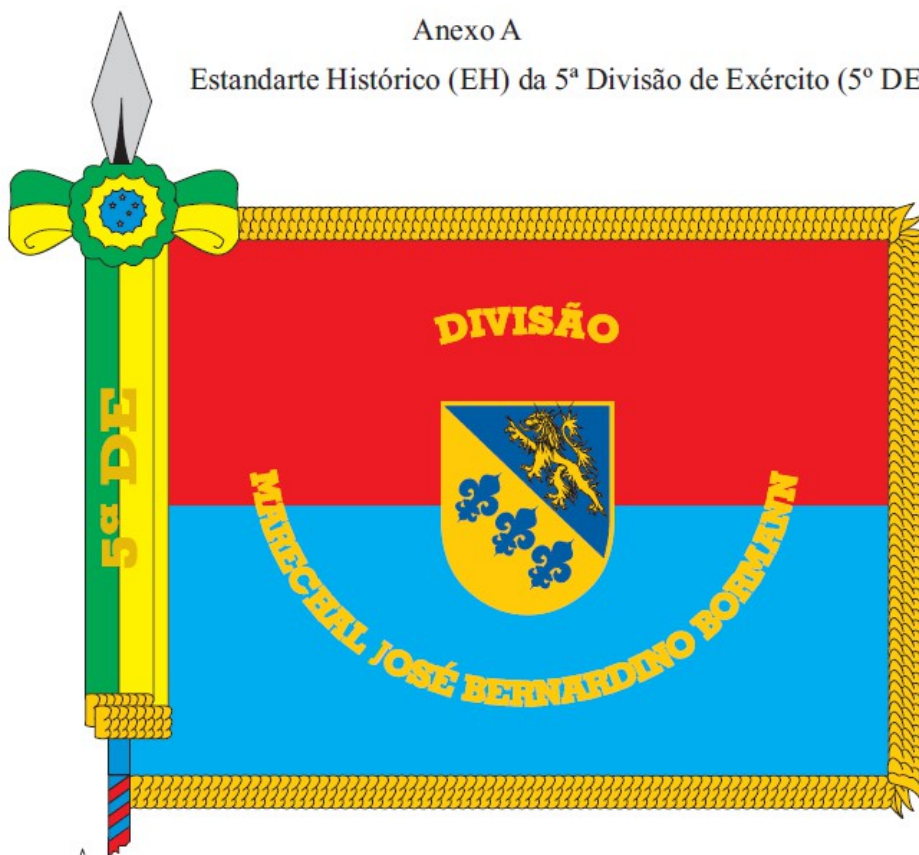 Anexo A
Estandarte Histórico (EH) da 5ª Divisão de Exército (5º DE
DIVISÃO
5ª DE
MARECHAL JOSÉ BERNARDINO BORMANN